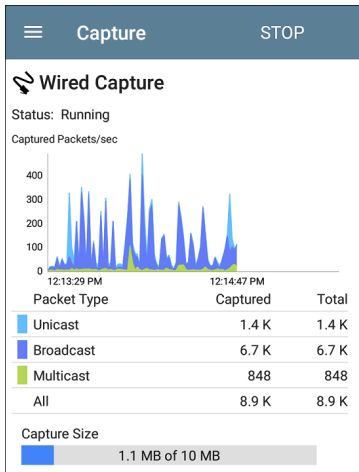 Capture STOP
Wired Capture
Status: Running
Captured Packets/sec
400
300
200
100
0
12:13:29 PM 12:14:47 PM
Packet Type Captured Total
Unicast 1.4 K 1.4 K
Broadcast 6.7 K 6.7 K
Multicast 848 848
All 8.9 K 8.9 K
Capture Size
1.1 MB of 10 MB